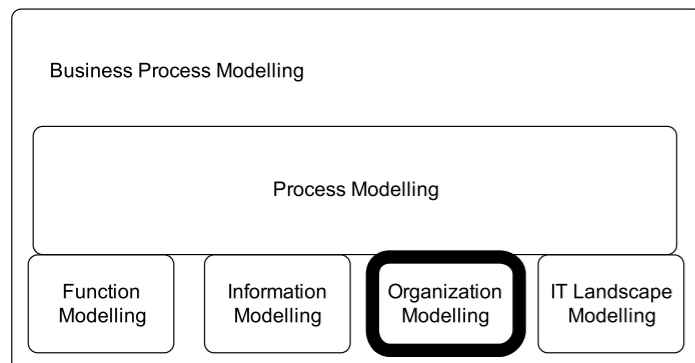 Business Process Modelling
Process Modelling
Function
Modelling
Information
Modelling
Organization
Modelling
IT Landscape
Modelling